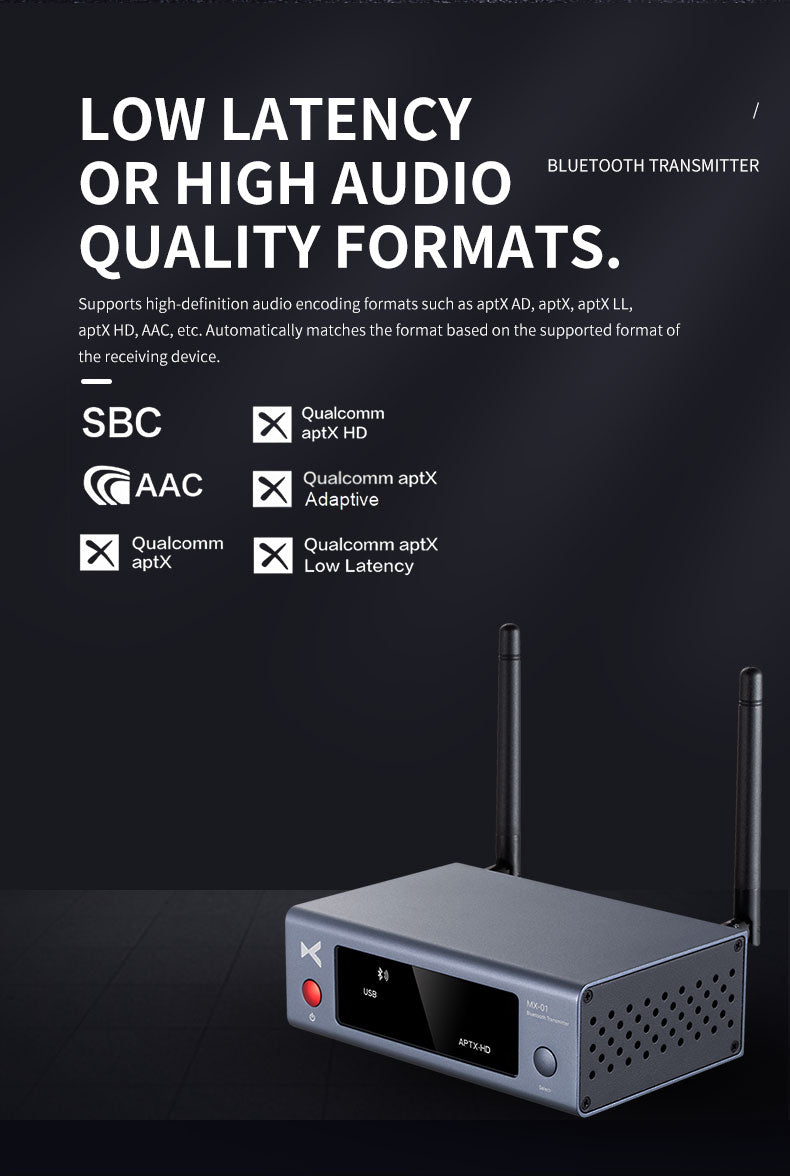 LOW LATENCY
OR HIGH AUDIO
QUALITY FORMATS.
/
BLUETOOTH TRANSMITTER
Supports high-definition audio encoding formats such as aptX AD, aptX, aptX LL,
aptX HD, AAC, etc. Automatically matches the format based on the supported format of
the receiving device.
SBC
Qualcomm
aptX HD
AAC
Qualcomm aptX
Adaptive
Qualcomm
aptX
Qualcomm aptX
Low Latency
USB
APTX-HD
MX-01
Bluetooth Transmitter
Select